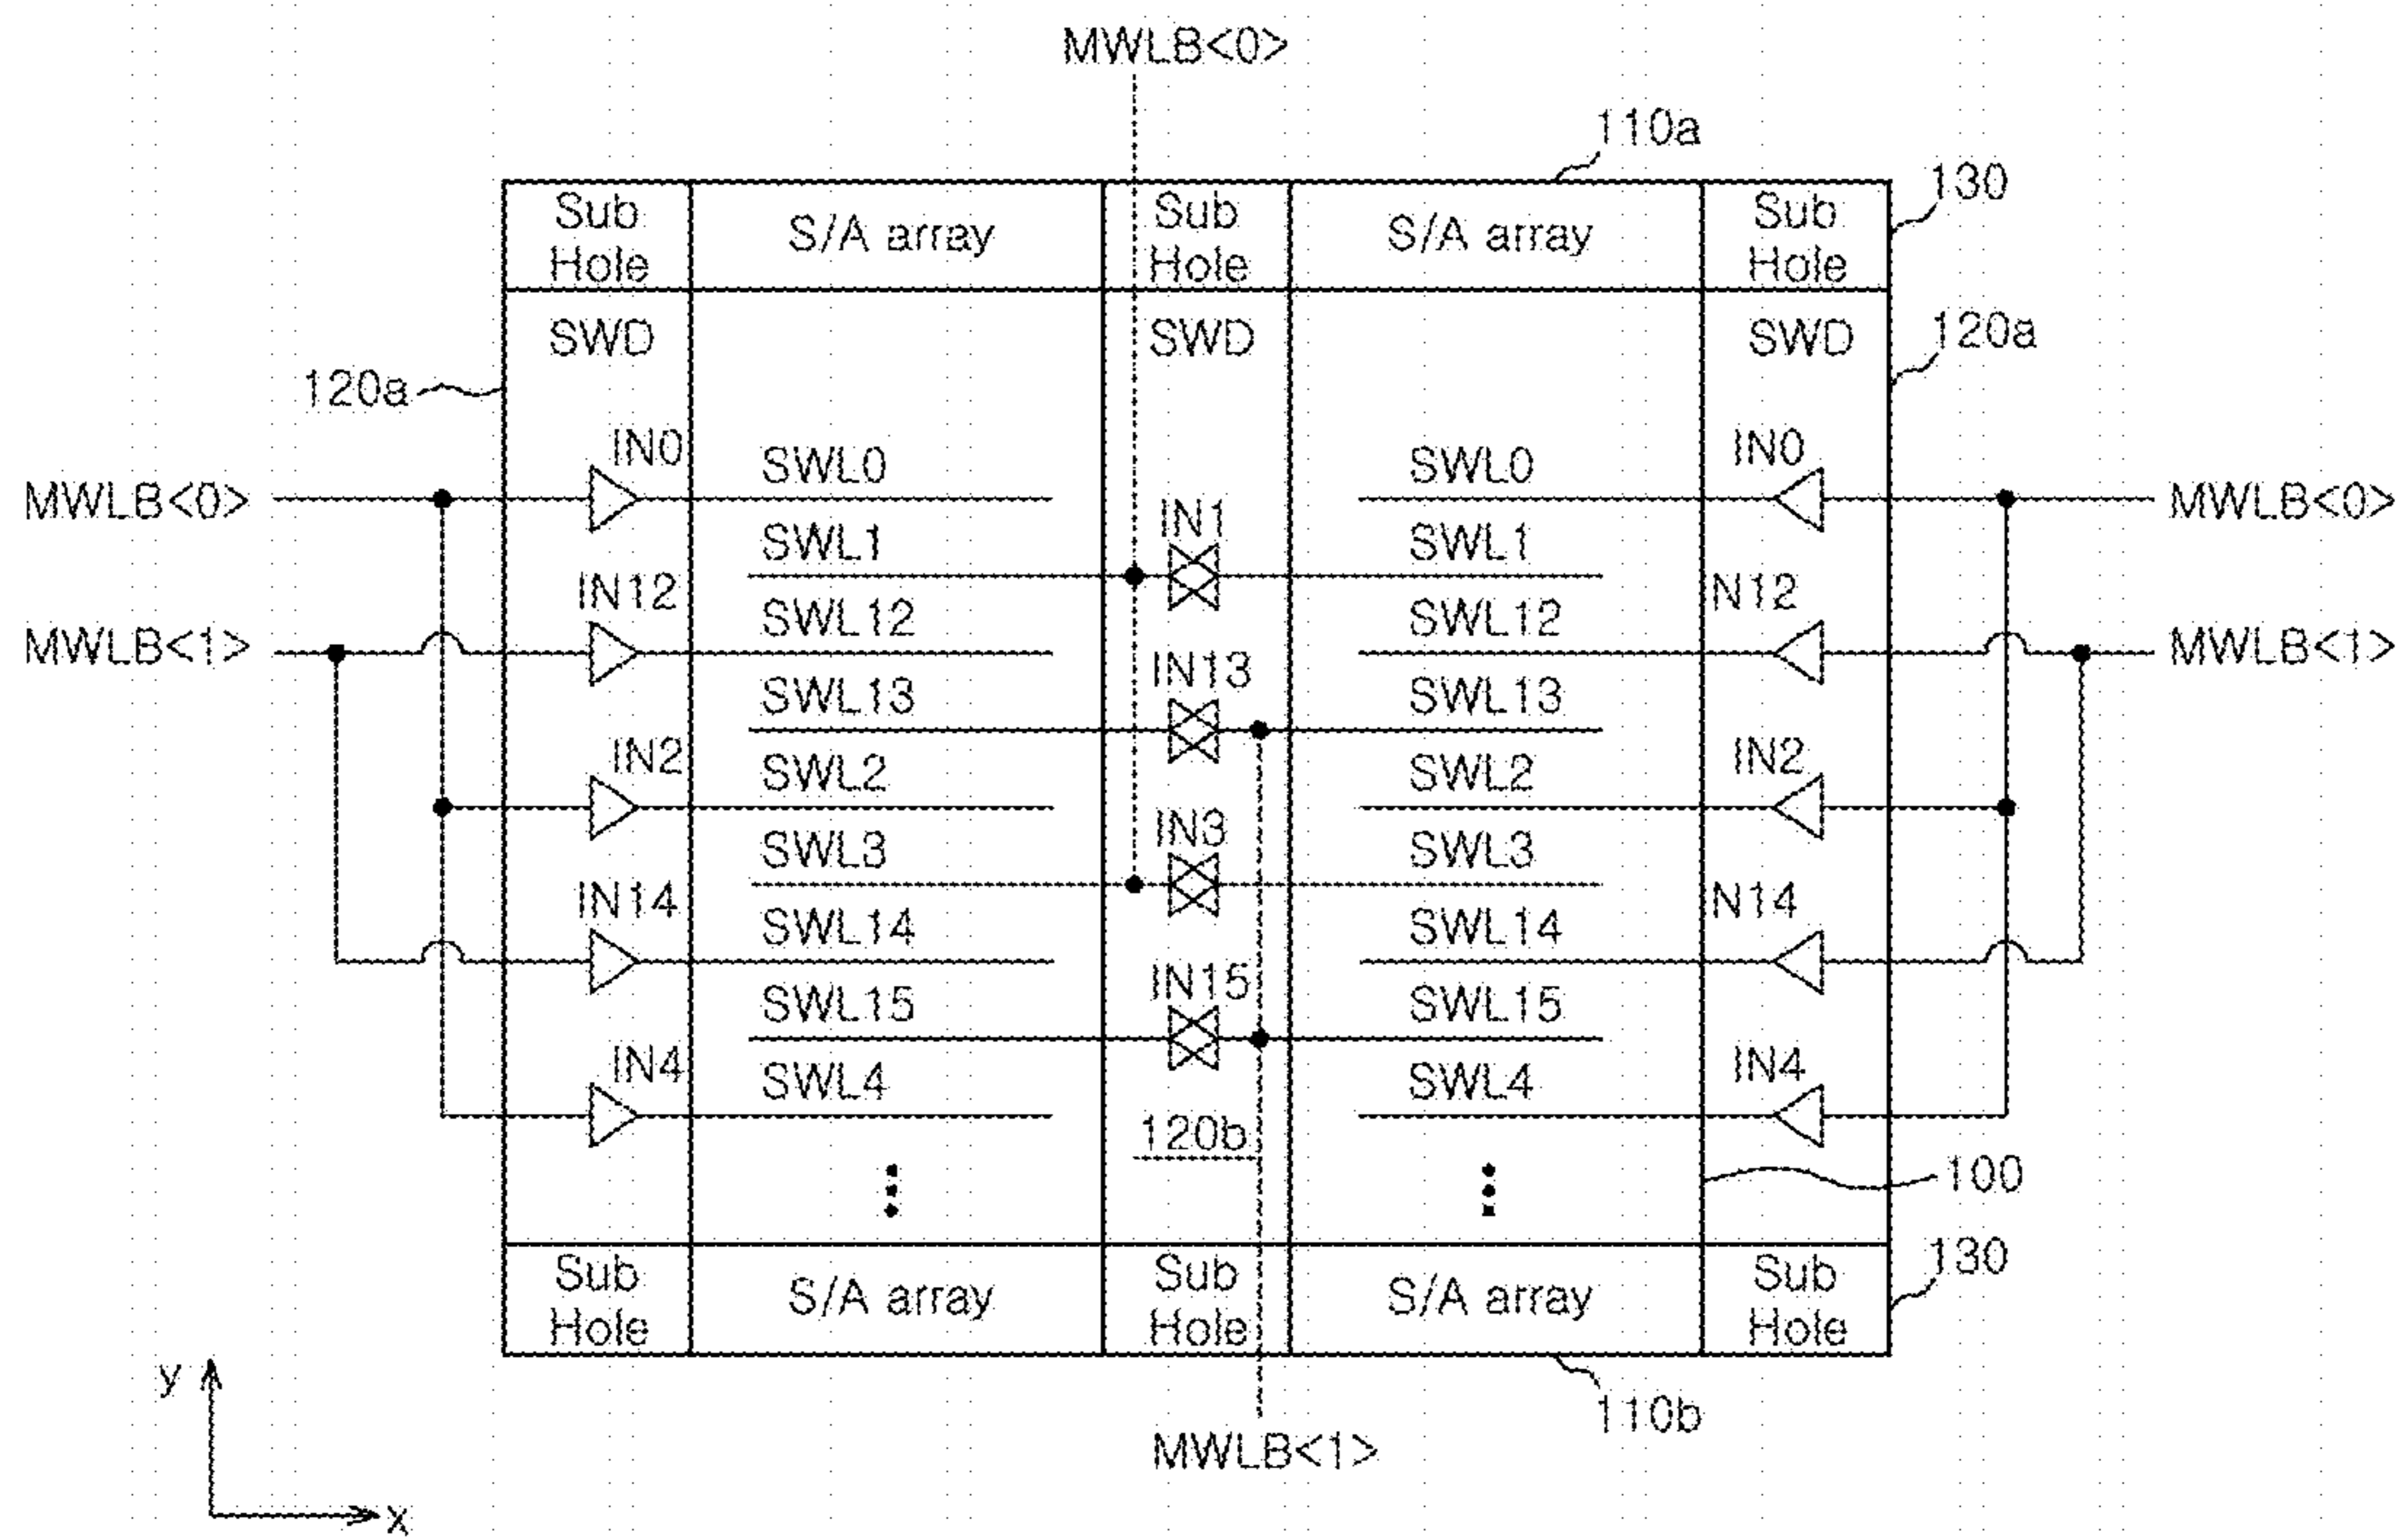 MWLB<0>
110a
130
Sub Hole
S/A array
Sub Hole
S/A array
Sub Hole
SWD
SWD
SWD
120a
120a
IN0
SWL0
SWL0
IN0
MWLB<0>
MWLB<0>
IN1
SWL1
SWL1
IN12
N12
SWL12
SWL12
MWLB<1>
MWLB<1>
IN13
SWL13
SWL13
IN2
IN2
SWL2
SWL2
IN3
SWL3
SWL3
IN14
N14
SWL14
SWL14
IN15
SWL15
SWL15
IN4
IN4
SWL4
SWL4
120b
100
Sub Hole
S/A array
Sub Hole
S/A array
Sub Hole
130
110b
MWLB<1>
y
x